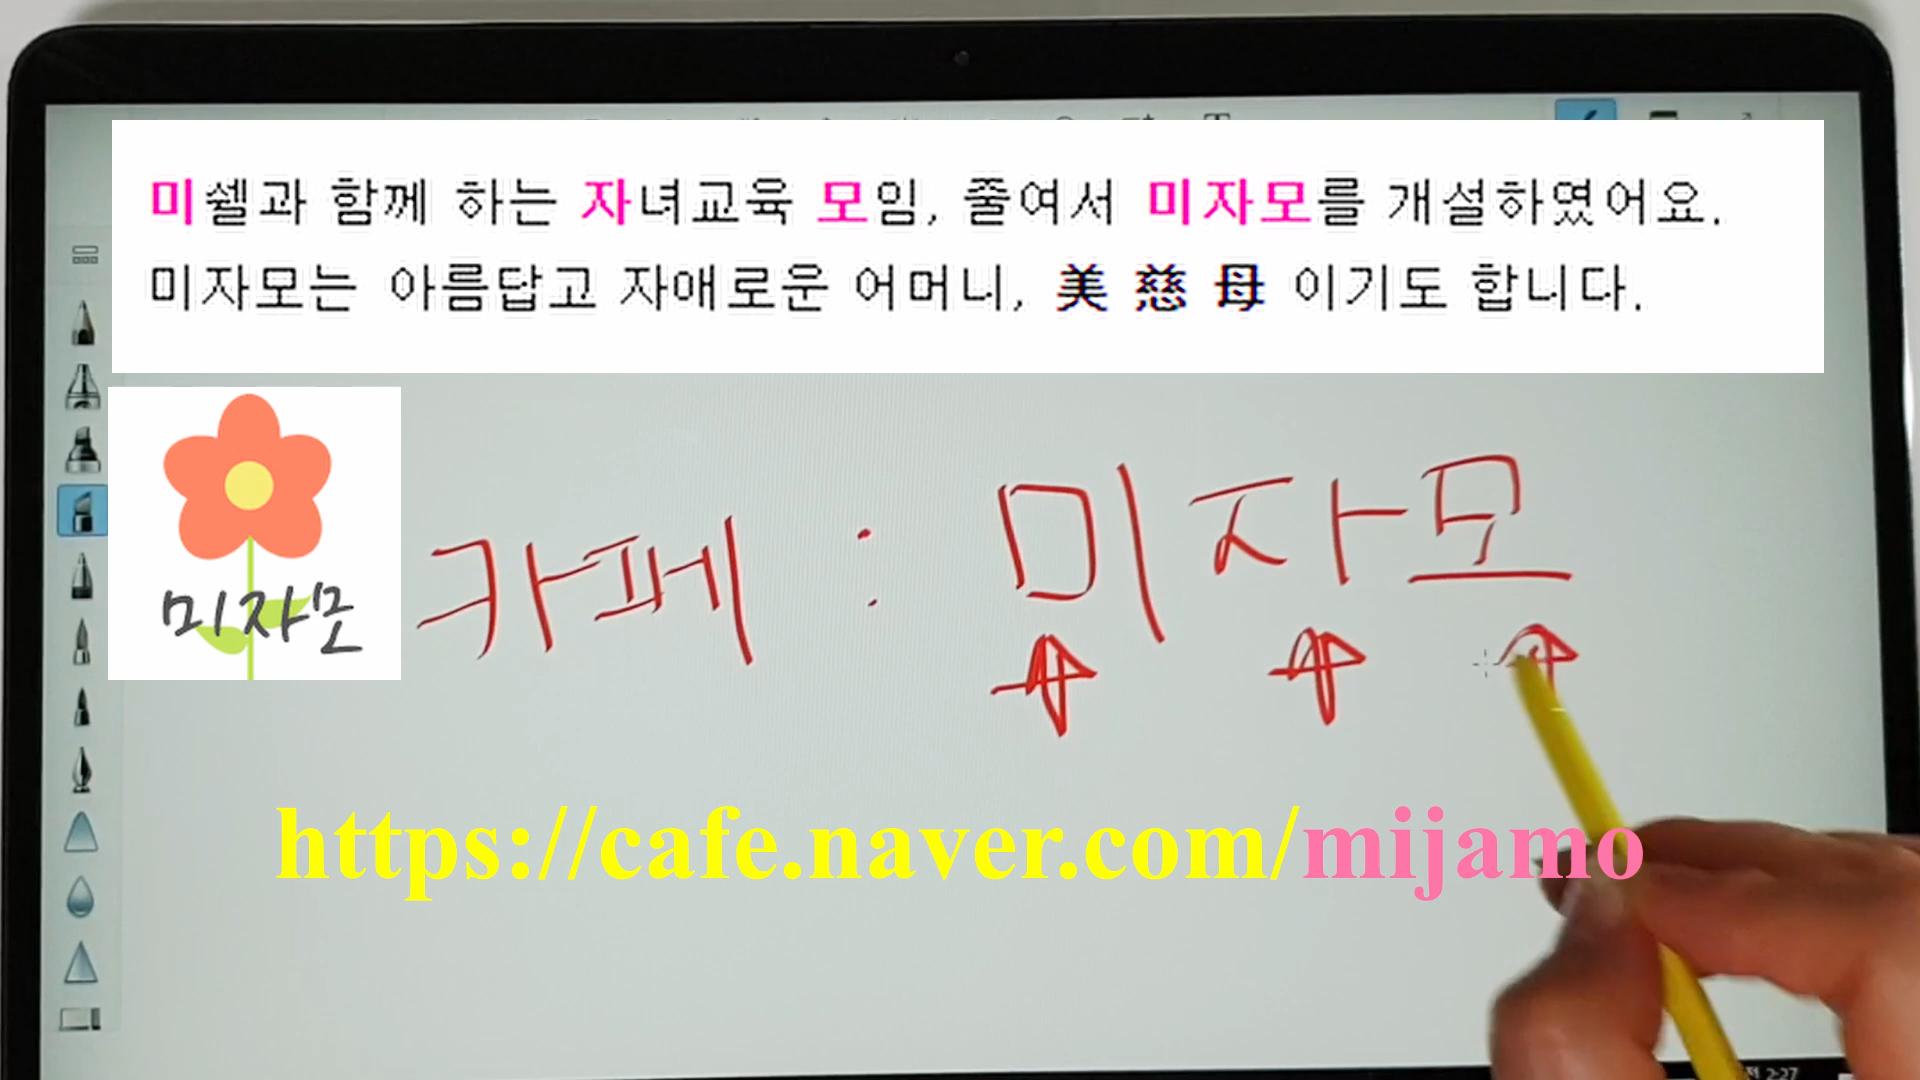 미쉘과 함께 하는 자녀교육 모임, 줄여서 미자모를 개설하였어요.
미자모는 아름답고 자애로운 어머니, 美 慈 母 이기도 합니다.
미자모
카페 : 미자모
https://cafe.naver.com/mijamo
2:27